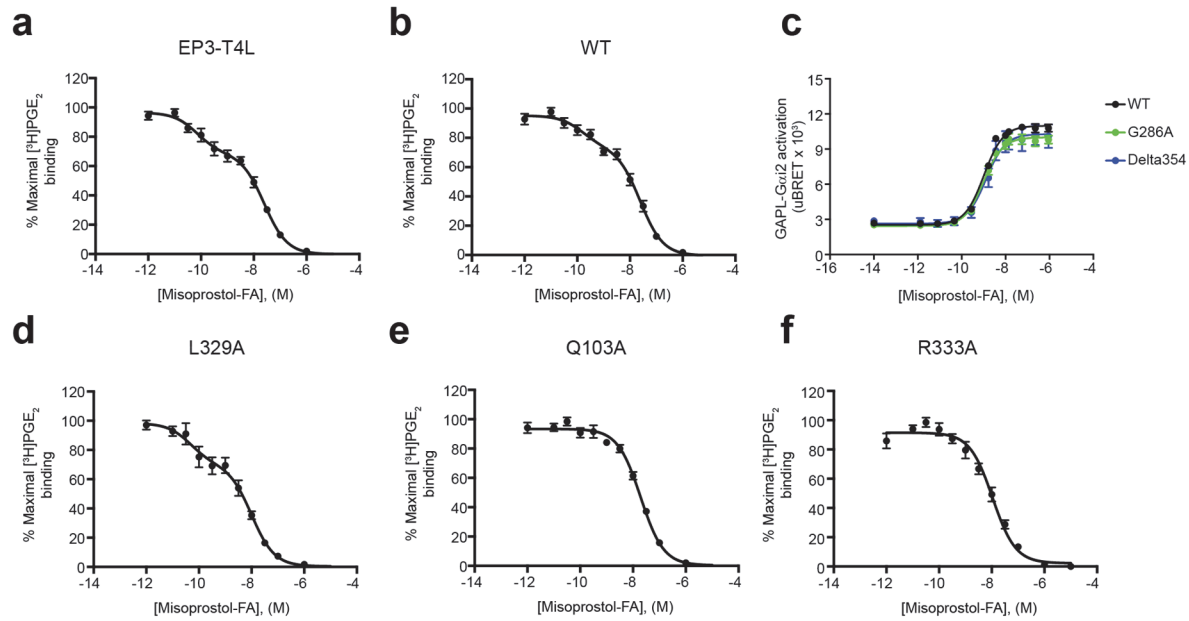 a
EP3-T4L
120
100
80
60
40
20
0
% Maximal [³H]PGE₂
binding
-14 -12 -10 -8 -6 -4
[Misoprostol-FA], (M)
b
WT
120
100
80
60
40
20
0
% Maximal [³H]PGE₂
binding
-14 -12 -10 -8 -6 -4
[Misoprostol-FA], (M)
c
15
12
9
6
3
0
GAPL-Gαi2 activation
(uBRET x 10³)
-16 -14 -12 -10 -8 -6 -4
[Misoprostol-FA], (M)
WT
G286A
Delta354
d
L329A
120
100
80
60
40
20
0
% Maximal [³H]PGE₂
binding
-14 -12 -10 -8 -6 -4
[Misoprostol-FA], (M)
e
Q103A
120
100
80
60
40
20
0
% Maximal [³H]PGE₂
binding
-14 -12 -10 -8 -6 -4
[Misoprostol-FA], (M)
f
R333A
120
100
80
60
40
20
0
% Maximal [³H]PGE₂
binding
-14 -12 -10 -8 -6 -4
[Misoprostol-FA], (M)